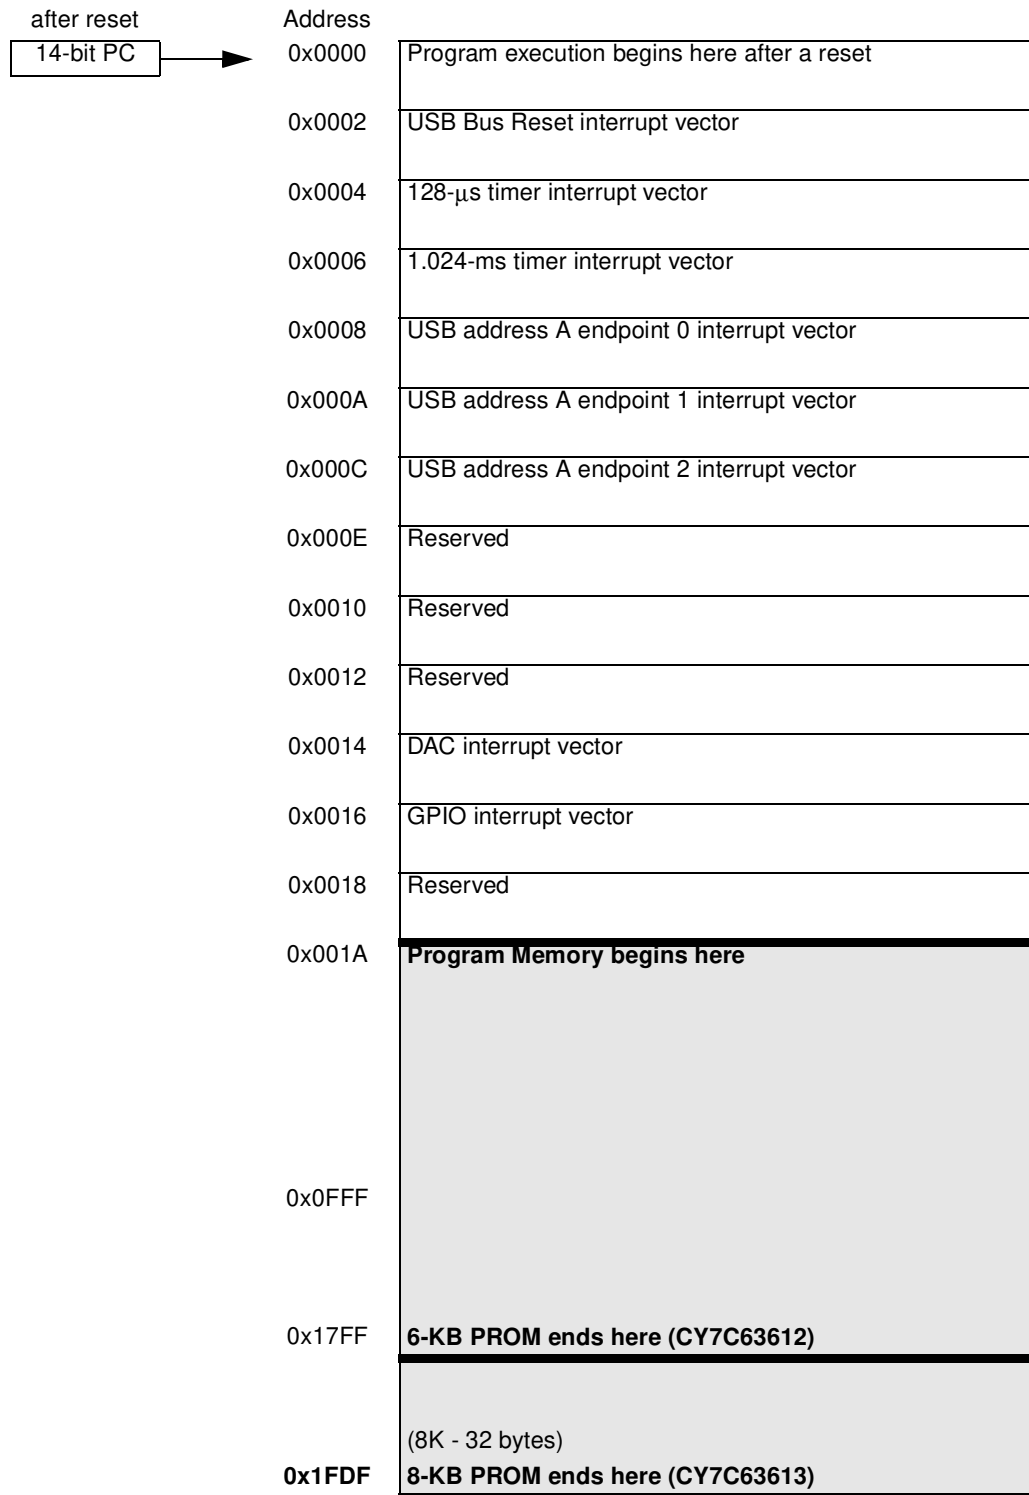 after reset Address
14-bit PC 0x0000 Program execution begins here after a reset
0x0002 USB Bus Reset interrupt vector
0x0004 128-μs timer interrupt vector
0x0006 1.024-ms timer interrupt vector
0x0008 USB address A endpoint 0 interrupt vector
0x000A USB address A endpoint 1 interrupt vector
0x000C USB address A endpoint 2 interrupt vector
0x000E Reserved
0x0010 Reserved
0x0012 Reserved
0x0014 DAC interrupt vector
0x0016 GPIO interrupt vector
0x0018 Reserved
0x001A Program Memory begins here
0x0FFF
0x17FF 6-KB PROM ends here (CY7C63612)
(8K - 32 bytes)
0x1FDF 8-KB PROM ends here (CY7C63613)